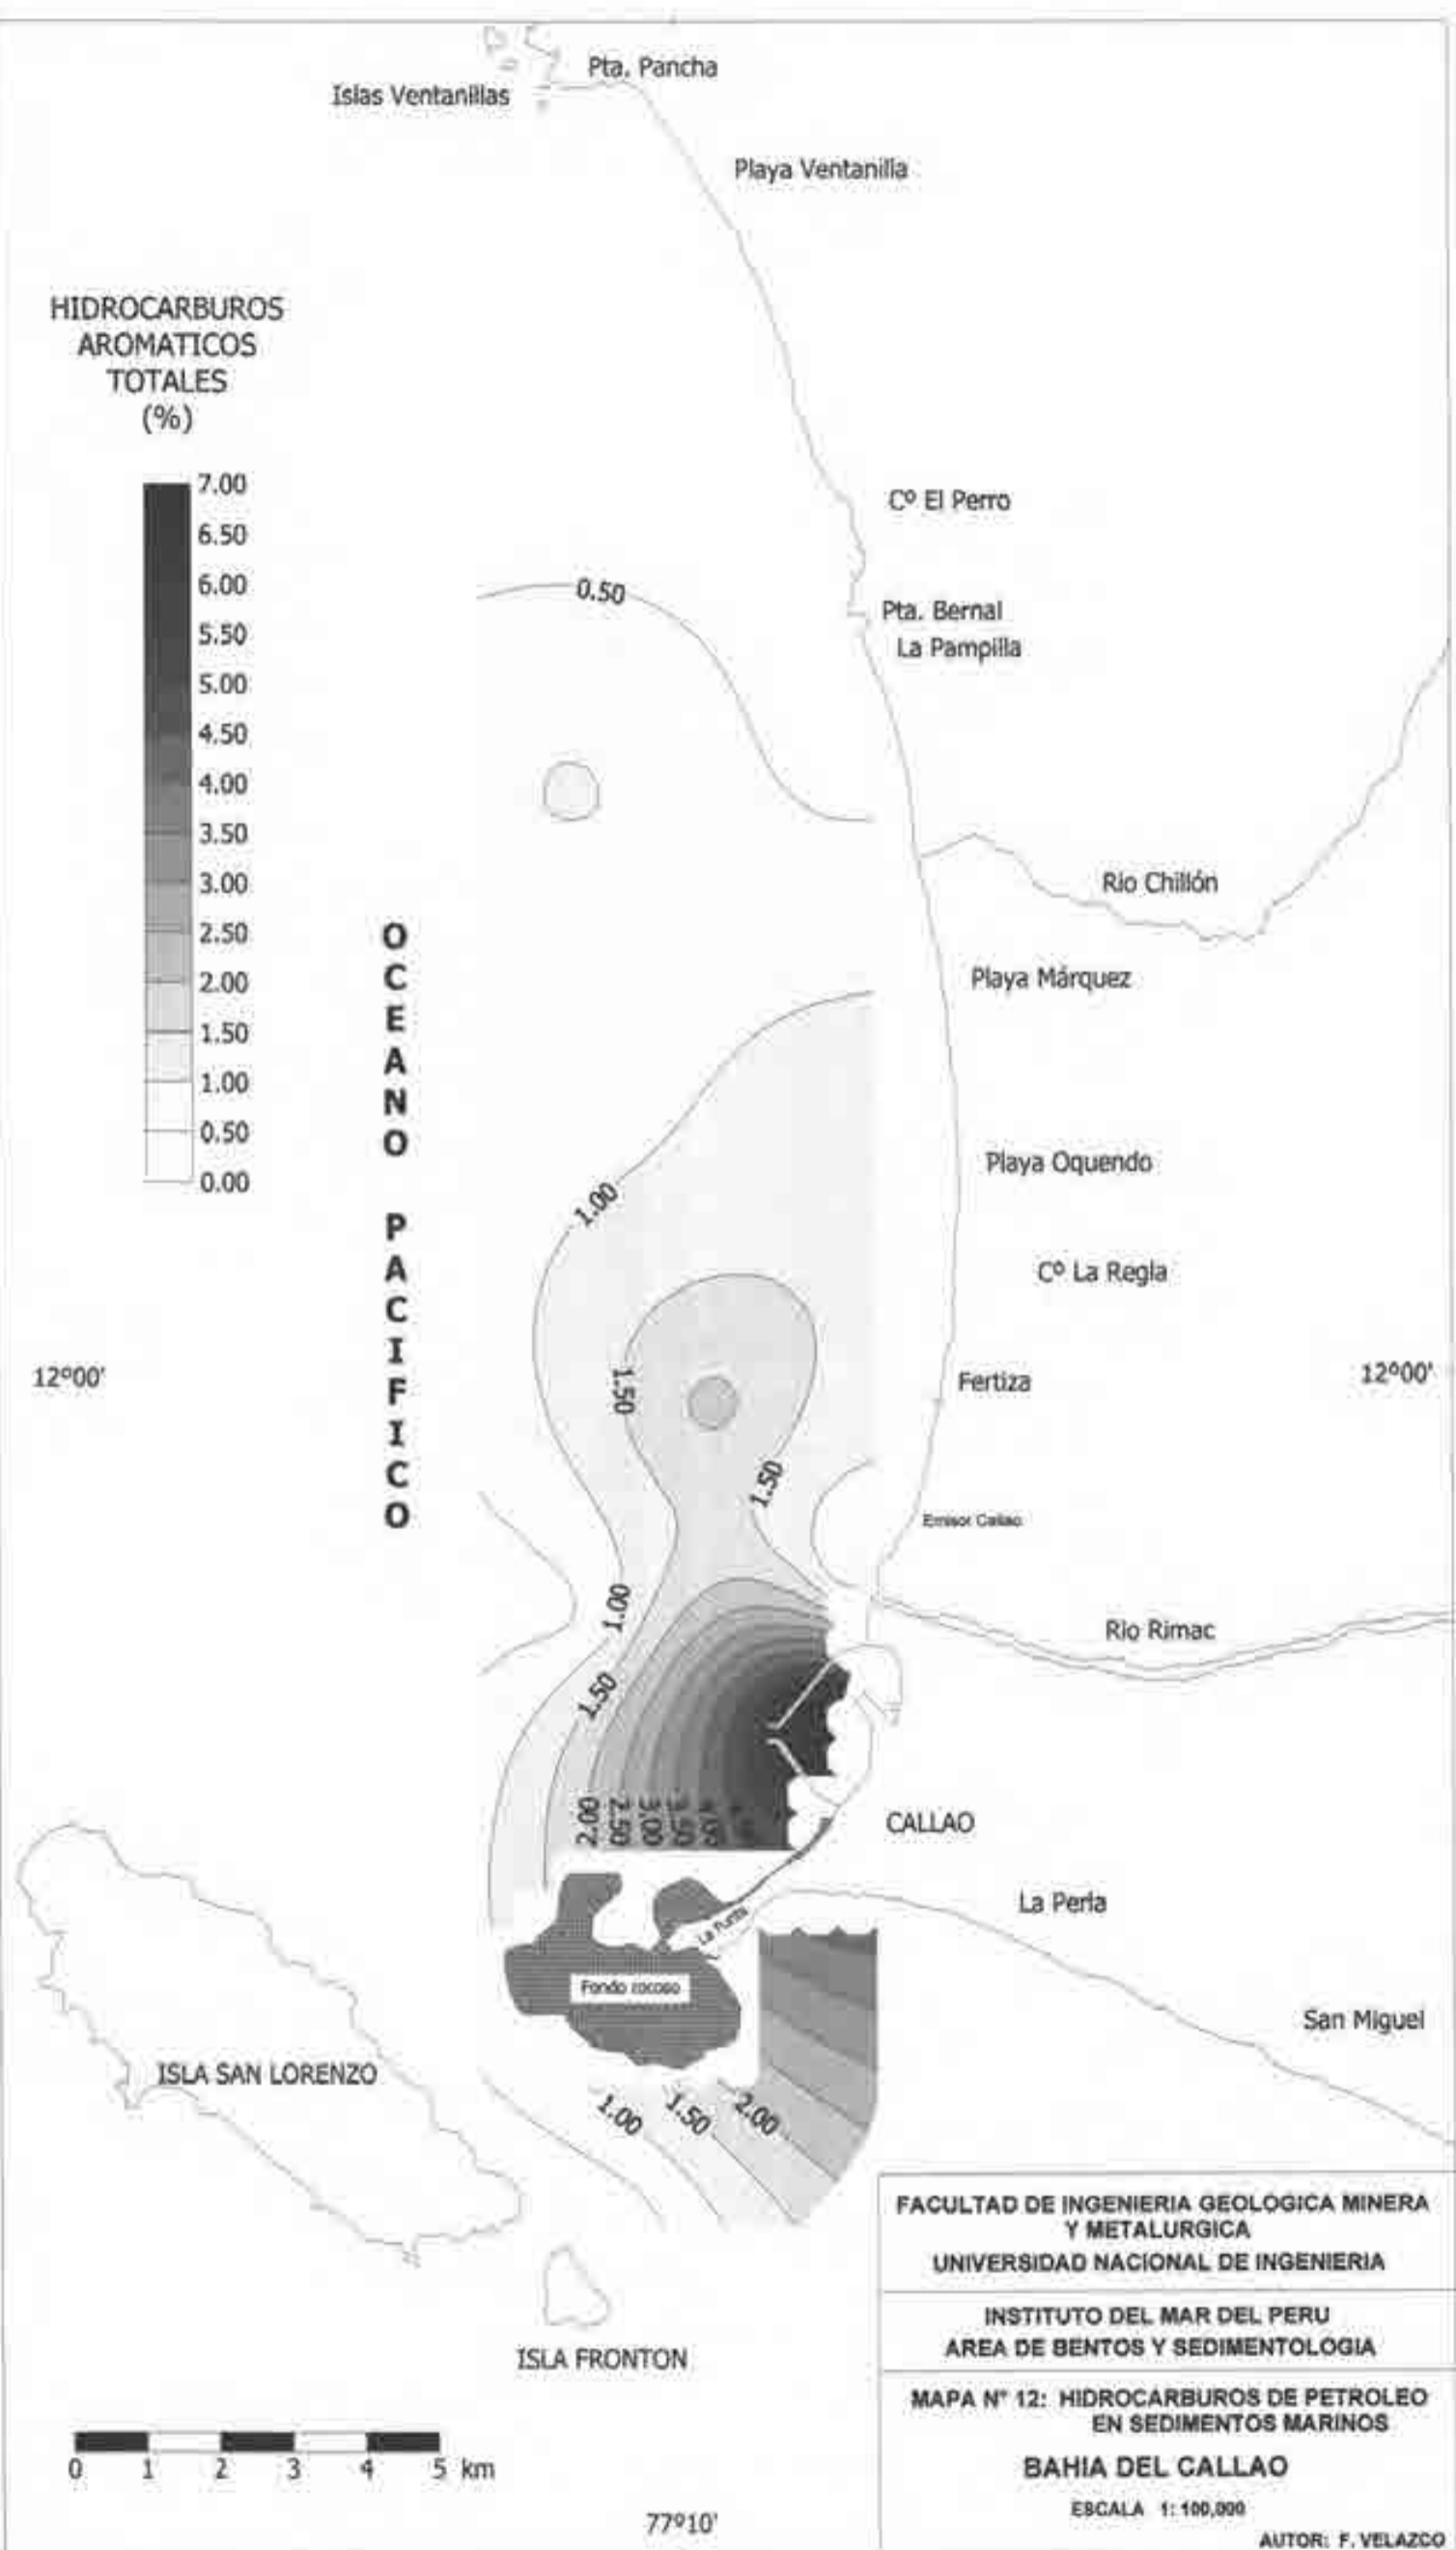 Pta. Pancha
Islas Ventanillas
Playa Ventanilla
HIDROCARBUROS
AROMATICOS
TOTALES
(%)
7.00
6.50
6.00
5.50
5.00
4.50
4.00
3.50
3.00
2.50
2.00
1.50
1.00
0.50
0.00
Cº El Perro
0.50
Pta. Bernal
La Pampilla
Rio Chillón
OCEANO PACIFICO
Playa Márquez
Playa Oquendo
1.00
Cº La Regla
12º00'
12º00'
1.50
Fertiza
1.50
Emisor Callao
1.00
Rio Rimac
1.50
2.00
2.50
3.00
3.50
CALLAO
La Perla
La Punta
Fondo rocoso
San Miguel
ISLA SAN LORENZO
1.00
1.50
2.00
ISLA FRONTON
0 1 2 3 4 5 km
77º10'
FACULTAD DE INGENIERIA GEOLOGICA MINERA
Y METALURGICA
UNIVERSIDAD NACIONAL DE INGENIERIA
INSTITUTO DEL MAR DEL PERU
AREA DE BENTOS Y SEDIMENTOLOGIA
MAPA N° 12: HIDROCARBUROS DE PETROLEO
EN SEDIMENTOS MARINOS
BAHIA DEL CALLAO
ESCALA 1: 100,000
AUTOR: F. VELAZCO